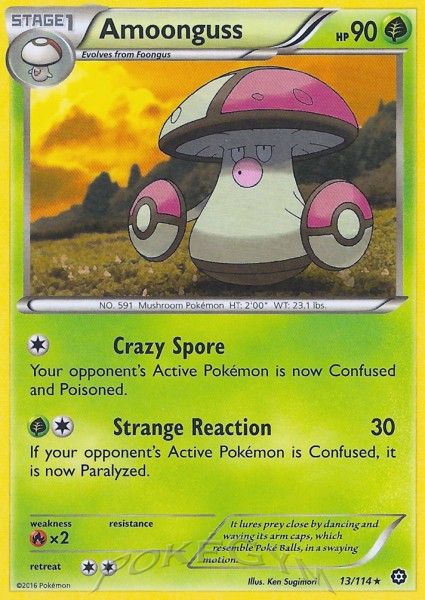 STAGE1 Amoonguss HP90
Evolves from Foongus
NO. 591 Mushroom Pokémon HT: 2'00" WT: 23.1 lbs.
Crazy Spore
Your opponent's Active Pokémon is now Confused
and Poisoned.
Strange Reaction 30
If your opponent's Active Pokémon is Confused, it
is now Paralyzed.
weakness resistance
×2
retreat
It lures prey close by dancing and
waving its arm caps, which
resemble Poké Balls, in a swaying
motion.
POKEGYM
©2016 Pokémon Illus. Ken Sugimori 13/114